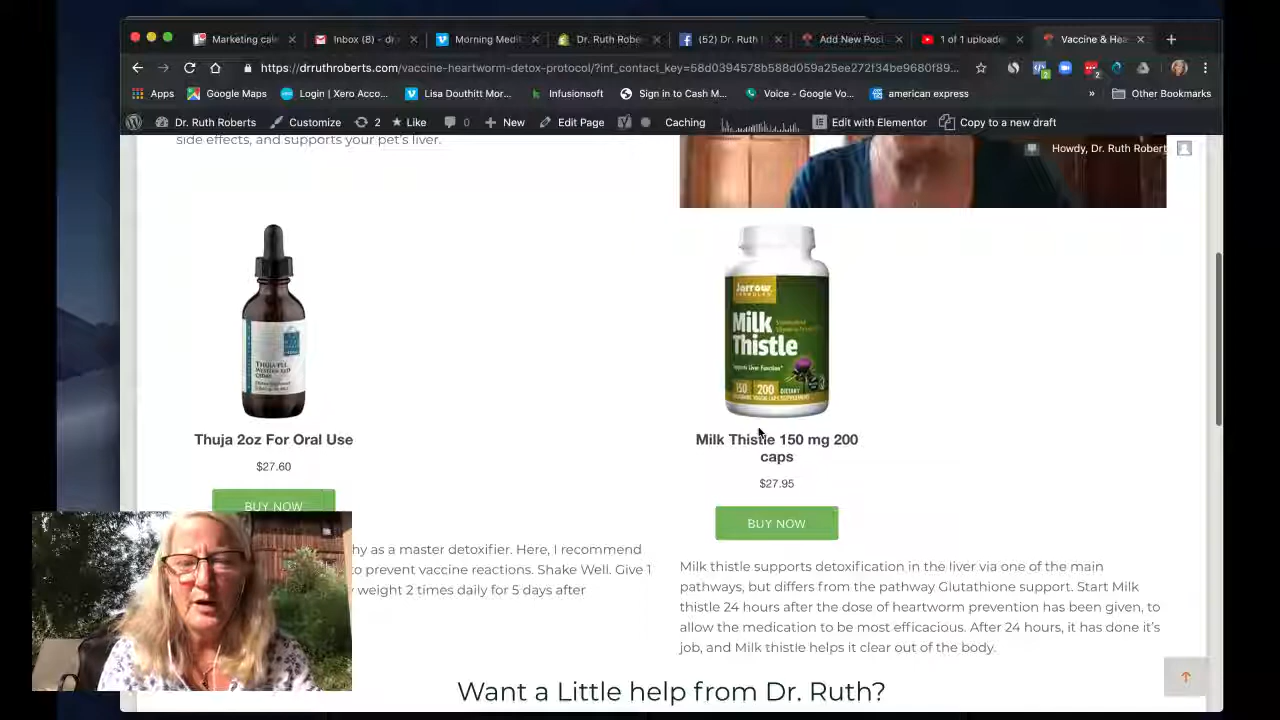 Marketing cal
Inbox (8) - dr
Morning Medit
Dr. Ruth Robe
(52) Dr. Ruth
Add New Post
1 of 1 uploade
Vaccine & Hea
https://drruthroberts.com/vaccine-heartworm-detox-protocol/?inf_contact_key=58d0394578b588d059a25ee272f34be9680f89...
Apps
Google Maps
Login | Xero Acco...
Lisa Douthitt Mor...
Infusionsoft
Sign in to Cash M...
Voice - Google Vo...
american express
»
Other Bookmarks
Dr. Ruth Roberts
Customize
2
Like
0
New
Edit Page
Caching
Edit with Elementor
Copy to a new draft
Howdy, Dr. Ruth Robert
side effects, and supports your pet's liver.
Jarrow
FORMULAS
Milk
Thistle
Supports Liver Function*
150 200 DIETARY
Thuja 2oz For Oral Use
$27.60
BUY NOW
Milk Thistle 150 mg 200
caps
$27.95
BUY NOW
hy as a master detoxifier. Here, I recommend
to prevent vaccine reactions. Shake Well. Give 1
weight 2 times daily for 5 days after
Milk thistle supports detoxification in the liver via one of the main
pathways, but differs from the pathway Glutathione support. Start Milk
thistle 24 hours after the dose of heartworm prevention has been given, to
allow the medication to be most efficacious. After 24 hours, it has done it's
job, and Milk thistle helps it clear out of the body.
Want a Little help from Dr. Ruth?